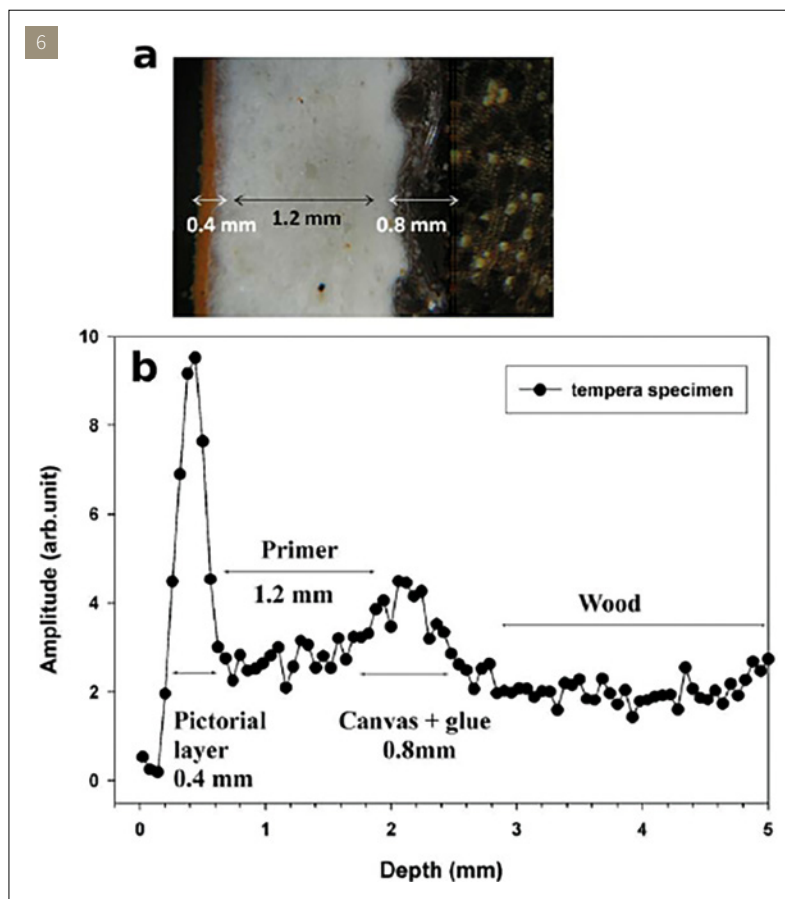 6
a
0.4 mm
1.2 mm
0.8 mm
b
tempera specimen
10
8
6
4
2
0
Amplitude (arb.unit)
Primer
1.2 mm
Wood
Pictorial
layer
0.4 mm
Canvas + glue
0.8mm
0
1
2
3
4
5
Depth (mm)